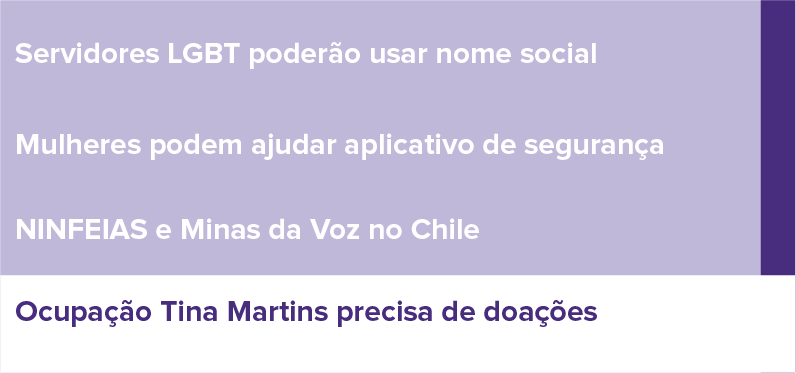 Servidores LGBT poderão usar nome social
Mulheres podem ajudar aplicativo de segurança
NINFEIAS e Minas da Voz no Chile
Ocupação Tina Martins precisa de doações